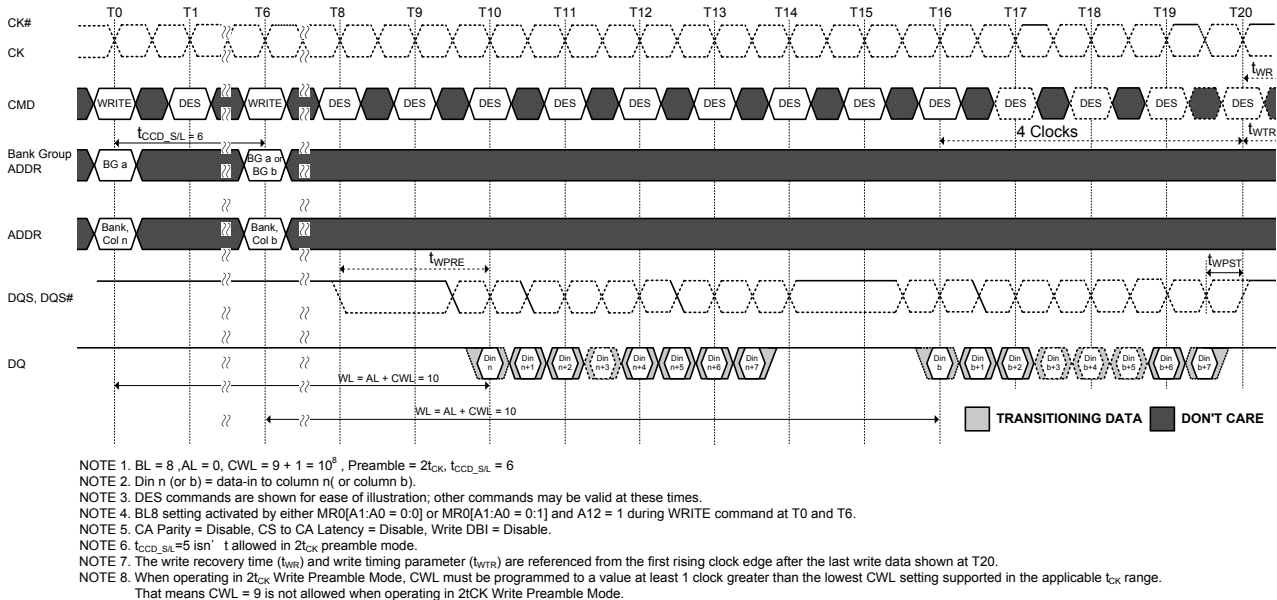 T0 T1 T6 T8 T9 T10 T11 T12 T13 T14 T15 T16 T17 T18 T19 T20
CK#
CK
tWR
CMD
WRITE DES WRITE DES DES DES DES DES DES DES DES DES DES DES DES DES
tCCD_S/L = 6
4 Clocks
tWTR
Bank Group
ADDR
BG a
BG a or
BG b
ADDR
Bank,
Col n
Bank,
Col b
tWPRE
tWPST
DQS, DQS#
DQ
Din n Din n+1 Din n+2 Din n+3 Din n+4 Din n+5 Din n+6 Din n+7 Din b Din b+1 Din b+2 Din b+3 Din b+4 Din b+5 Din b+6 Din b+7
WL = AL + CWL = 10
WL = AL + CWL = 10
TRANSITIONING DATA DON'T CARE
NOTE 1. BL = 8 ,AL = 0, CWL = 9 + 1 = 10⁸ , Preamble = 2tCK, tCCD_S/L = 6
NOTE 2. Din n (or b) = data-in to column n( or column b).
NOTE 3. DES commands are shown for ease of illustration; other commands may be valid at these times.
NOTE 4. BL8 setting activated by either MR0[A1:A0 = 0:0] or MR0[A1:A0 = 0:1] and A12 = 1 during WRITE command at T0 and T6.
NOTE 5. CA Parity = Disable, CS to CA Latency = Disable, Write DBI = Disable.
NOTE 6. tCCD_S/L=5 isn’ t allowed in 2tCK preamble mode.
NOTE 7. The write recovery time (tWR) and write timing parameter (tWTR) are referenced from the first rising clock edge after the last write data shown at T20.
NOTE 8. When operating in 2tCK Write Preamble Mode, CWL must be programmed to a value at least 1 clock greater than the lowest CWL setting supported in the applicable tCK range.
That means CWL = 9 is not allowed when operating in 2tCK Write Preamble Mode.